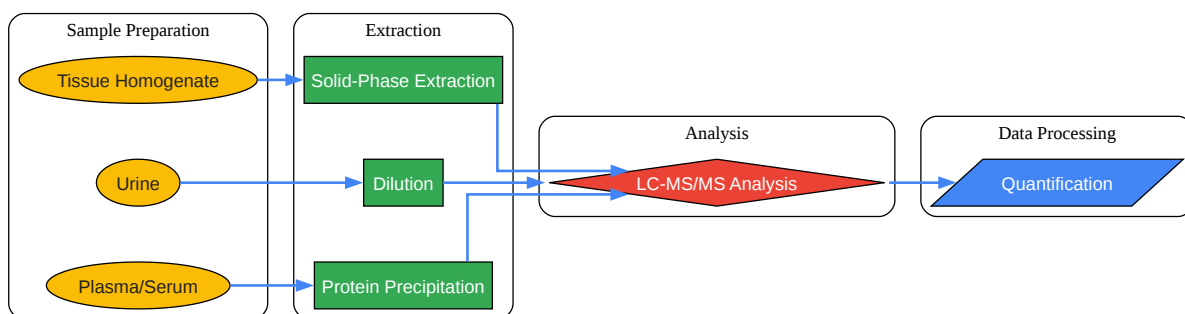 Sample Preparation
Extraction
Tissue Homogenate
Solid-Phase Extraction
Analysis
Data Processing
Urine
Dilution
LC-MS/MS Analysis
Quantification
Plasma/Serum
Protein Precipitation